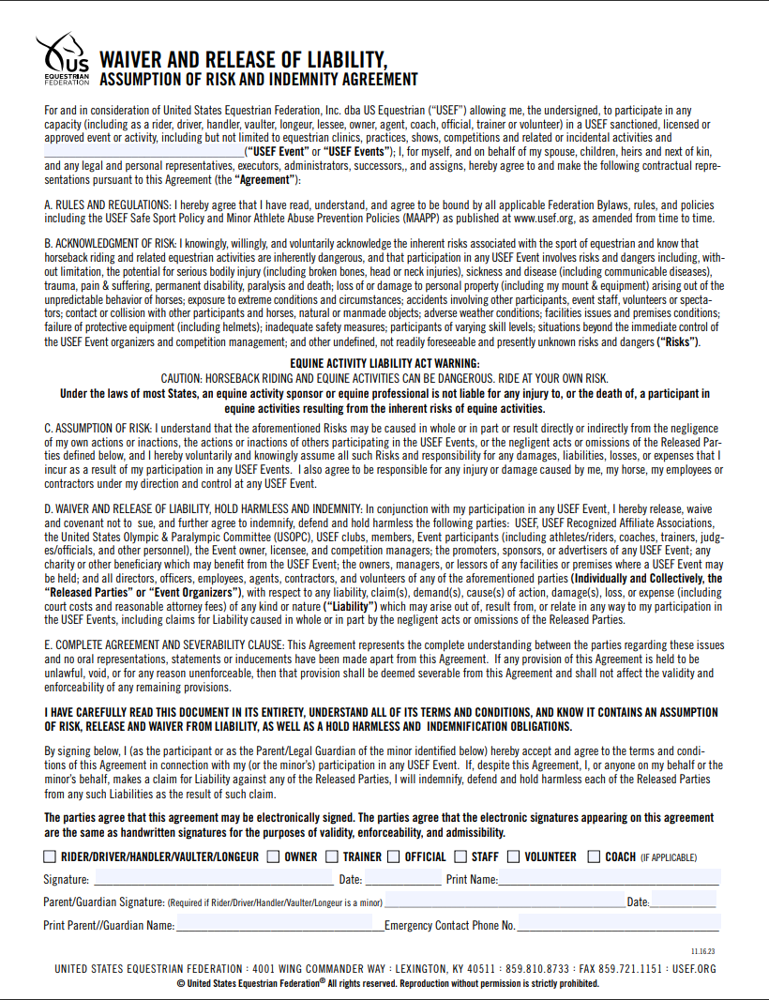 US
EQUESTRIAN
FEDERATION
WAIVER AND RELEASE OF LIABILITY,
ASSUMPTION OF RISK AND INDEMNITY AGREEMENT
For and in consideration of United States Equestrian Federation, Inc. dba US Equestrian (“USEF”) allowing me, the undersigned, to participate in any
capacity (including as a rider, driver, handler, vaulter, longeur, lessee, owner, agent, coach, official, trainer or volunteer) in a USEF sanctioned, licensed or
approved event or activity, including but not limited to equestrian clinics, practices, shows, competitions and related or incidental activities and
(“USEF Event” or “USEF Events”); I, for myself, and on behalf of my spouse, children, heirs and next of kin,
and any legal and personal representatives, executors, administrators, successors,, and assigns, hereby agree to and make the following contractual repre-
sentations pursuant to this Agreement (the “Agreement”):
A. RULES AND REGULATIONS: I hereby agree that I have read, understand, and agree to be bound by all applicable Federation Bylaws, rules, and policies
including the USEF Safe Sport Policy and Minor Athlete Abuse Prevention Policies (MAAPP) as published at www.usef.org, as amended from time to time.
B. ACKNOWLEDGMENT OF RISK: I knowingly, willingly, and voluntarily acknowledge the inherent risks associated with the sport of equestrian and know that
horseback riding and related equestrian activities are inherently dangerous, and that participation in any USEF Event involves risks and dangers including, with-
out limitation, the potential for serious bodily injury (including broken bones, head or neck injuries), sickness and disease (including communicable diseases),
trauma, pain & suffering, permanent disability, paralysis and death; loss of or damage to personal property (including my mount & equipment) arising out of the
unpredictable behavior of horses; exposure to extreme conditions and circumstances; accidents involving other participants, event staff, volunteers or specta-
tors; contact or collision with other participants and horses, natural or manmade objects; adverse weather conditions; facilities issues and premises conditions;
failure of protective equipment (including helmets); inadequate safety measures; participants of varying skill levels; situations beyond the immediate control of
the USEF Event organizers and competition management; and other undefined, not readily foreseeable and presently unknown risks and dangers (“Risks”).
EQUINE ACTIVITY LIABILITY ACT WARNING:
CAUTION: HORSEBACK RIDING AND EQUINE ACTIVITIES CAN BE DANGEROUS. RIDE AT YOUR OWN RISK.
Under the laws of most States, an equine activity sponsor or equine professional is not liable for any injury to, or the death of, a participant in
equine activities resulting from the inherent risks of equine activities.
C. ASSUMPTION OF RISK: I understand that the aforementioned Risks may be caused in whole or in part or result directly or indirectly from the negligence
of my own actions or inactions, the actions or inactions of others participating in the USEF Events, or the negligent acts or omissions of the Released Par-
ties defined below, and I hereby voluntarily and knowingly assume all such Risks and responsibility for any damages, liabilities, losses, or expenses that I
incur as a result of my participation in any USEF Events. I also agree to be responsible for any injury or damage caused by me, my horse, my employees or
contractors under my direction and control at any USEF Event.
D. WAIVER AND RELEASE OF LIABILITY, HOLD HARMLESS AND INDEMNITY: In conjunction with my participation in any USEF Event, I hereby release, waive
and covenant not to sue, and further agree to indemnify, defend and hold harmless the following parties: USEF, USEF Recognized Affiliate Associations,
the United States Olympic & Paralympic Committee (USOPC), USEF clubs, members, Event participants (including athletes/riders, coaches, trainers, judg-
es/officials, and other personnel), the Event owner, licensee, and competition managers; the promoters, sponsors, or advertisers of any USEF Event; any
charity or other beneficiary which may benefit from the USEF Event; the owners, managers, or lessors of any facilities or premises where a USEF Event may
be held; and all directors, officers, employees, agents, contractors, and volunteers of any of the aforementioned parties (Individually and Collectively, the
“Released Parties” or “Event Organizers”), with respect to any liability, claim(s), demand(s), cause(s) of action, damage(s), loss, or expense (including
court costs and reasonable attorney fees) of any kind or nature (“Liability”) which may arise out of, result from, or relate in any way to my participation in
the USEF Events, including claims for Liability caused in whole or in part by the negligent acts or omissions of the Released Parties.
E. COMPLETE AGREEMENT AND SEVERABILITY CLAUSE: This Agreement represents the complete understanding between the parties regarding these issues
and no oral representations, statements or inducements have been made apart from this Agreement. If any provision of this Agreement is held to be
unlawful, void, or for any reason unenforceable, then that provision shall be deemed severable from this Agreement and shall not affect the validity and
enforceability of any remaining provisions.
I HAVE CAREFULLY READ THIS DOCUMENT IN ITS ENTIRETY, UNDERSTAND ALL OF ITS TERMS AND CONDITIONS, AND KNOW IT CONTAINS AN ASSUMPTION
OF RISK, RELEASE AND WAIVER FROM LIABILITY, AS WELL AS A HOLD HARMLESS AND INDEMNIFICATION OBLIGATIONS.
By signing below, I (as the participant or as the Parent/Legal Guardian of the minor identified below) hereby accept and agree to the terms and condi-
tions of this Agreement in connection with my (or the minor’s) participation in any USEF Event. If, despite this Agreement, I, or anyone on my behalf or the
minor’s behalf, makes a claim for Liability against any of the Released Parties, I will indemnify, defend and hold harmless each of the Released Parties
from any such Liabilities as the result of such claim.
The parties agree that this agreement may be electronically signed. The parties agree that the electronic signatures appearing on this agreement
are the same as handwritten signatures for the purposes of validity, enforceability, and admissibility.
RIDER/DRIVER/HANDLER/VAULTER/LONGEUR OWNER TRAINER OFFICIAL STAFF VOLUNTEER COACH (IF APPLICABLE)
Signature: Date: Print Name:
Parent/Guardian Signature: (Required if Rider/Driver/Handler/Vaulter/Longeur is a minor) Date:
Print Parent//Guardian Name: Emergency Contact Phone No.
11.16.23
UNITED STATES EQUESTRIAN FEDERATION : 4001 WING COMMANDER WAY : LEXINGTON, KY 40511 : 859.810.8733 : FAX 859.721.1151 : USEF.ORG
© United States Equestrian Federation® All rights reserved. Reproduction without permission is strictly prohibited.